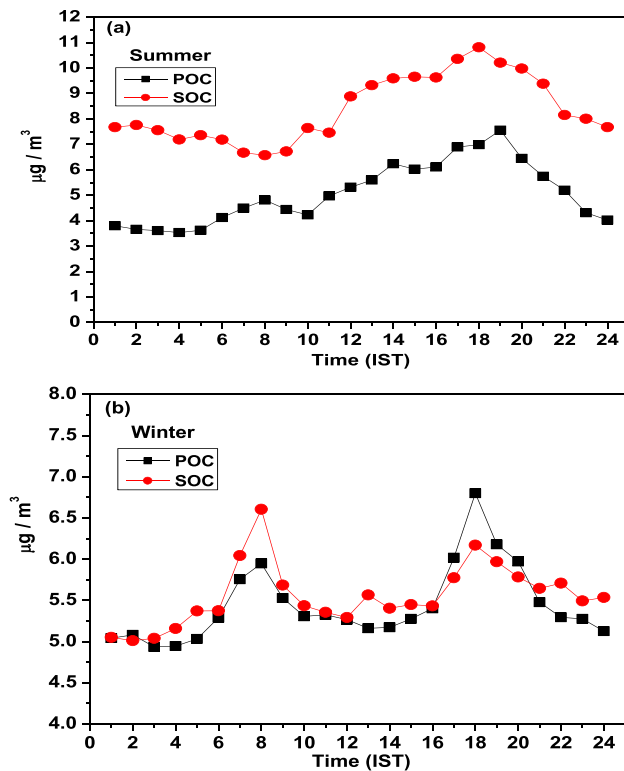 (a)
Summer
POC
SOC
12
11
10
9
8
7
6
5
4
3
2
1
0
μg / m³
0 2 4 6 8 10 12 14 16 18 20 22 24
Time (IST)
(b)
Winter
POC
SOC
8.0
7.5
7.0
6.5
6.0
5.5
5.0
4.5
4.0
μg / m³
0 2 4 6 8 10 12 14 16 18 20 22 24
Time (IST)